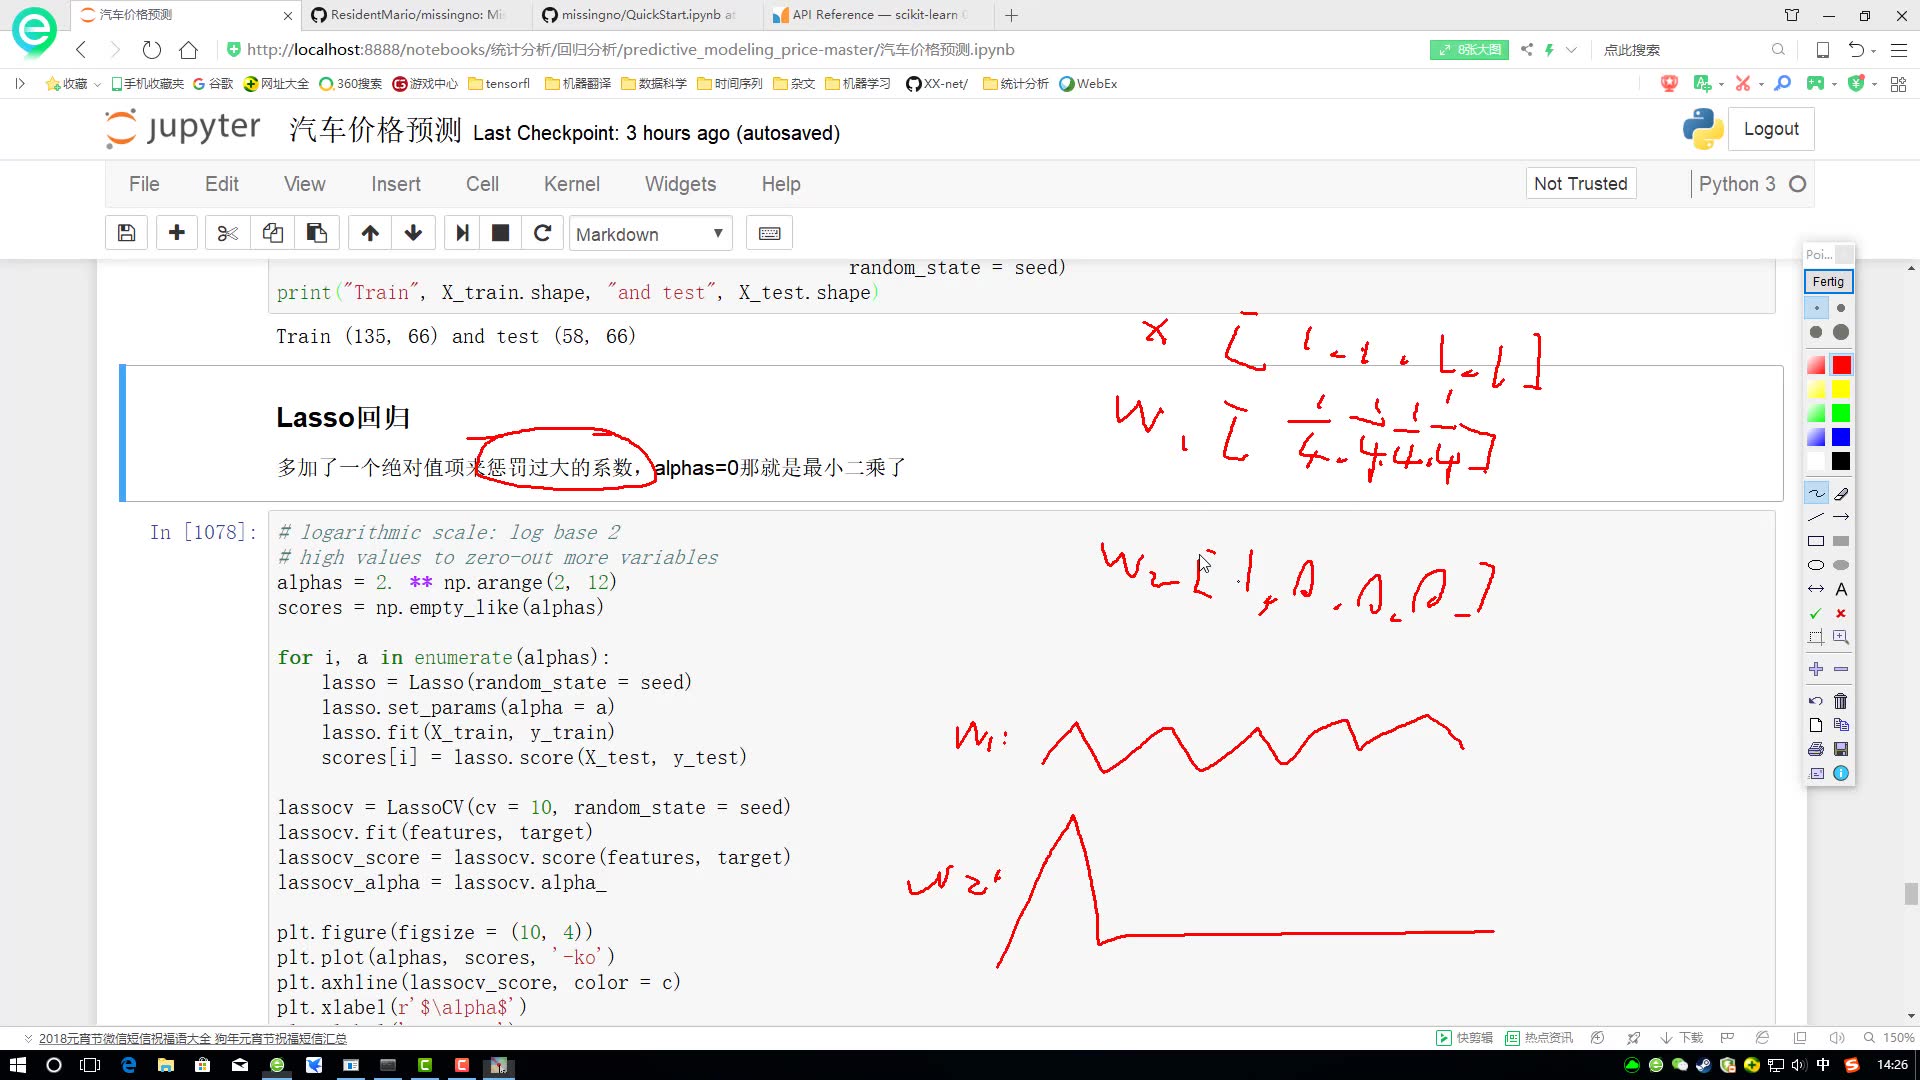 汽车价格预测
ResidentMario/missingno: Mis
missingno/QuickStart.ipynb at
API Reference — scikit-learn 0
http://localhost:8888/notebooks/统计分析/回归分析/predictive_modeling_price-master/汽车价格预测.ipynb
8张大图
点此搜索
收藏 手机收藏夹 谷歌 网址大全 360搜索 游戏中心 tensorfl 机器翻译 数据科学 时间序列 杂文 机器学习 XX-net/ 统计分析 WebEx
jupyter 汽车价格预测 Last Checkpoint: 3 hours ago (autosaved)
Logout
File Edit View Insert Cell Kernel Widgets Help
Not Trusted
Python 3
Markdown
Poi...
Fertig
random_state = seed)
print("Train", X_train.shape, "and test", X_test.shape)
Train (135, 66) and test (58, 66)
x [ 1 . 1 . 1 . 1 ]
Lasso回归
W1 [ 1/4 . 1/4 1/4 . 1/4 ]
多加了一个绝对值项来惩罚过大的系数，alphas=0那就是最小二乘了
In [1078]:
# logarithmic scale: log base 2
# high values to zero-out more variables
alphas = 2. ** np.arange(2, 12)
scores = np.empty_like(alphas)
W2 [ 1, 0 . 0. 0 ]
for i, a in enumerate(alphas):
lasso = Lasso(random_state = seed)
lasso.set_params(alpha = a)
lasso.fit(X_train, y_train)
scores[i] = lasso.score(X_test, y_test)
W1:
lassocv = LassoCV(cv = 10, random_state = seed)
lassocv.fit(features, target)
lassocv_score = lassocv.score(features, target)
lassocv_alpha = lassocv.alpha_
W2:
plt.figure(figsize = (10, 4))
plt.plot(alphas, scores, '-ko')
plt.axhline(lassocv_score, color = c)
plt.xlabel(r'$\alpha$')
2018元宵节微信短信祝福语大全 狗年元宵节祝福短信汇总
快剪辑 热点资讯 下载 150%
中 14:26